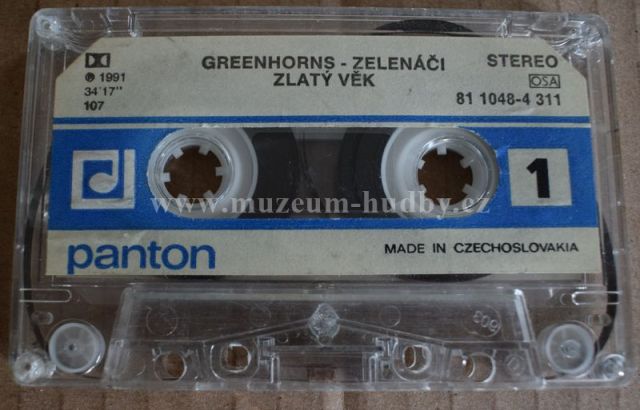 GREENHORNS - ZELENÁČI
ZLATÝ VĚK
℗ 1991
34'17"
107
STEREO
OSA
81 1048-4 311
1
www.muzeum-hudby.cz
panton
MADE IN CZECHOSLOVAKIA
603